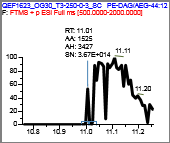 QEF1623_OG30_T3-250-0-3_SC PE-DAG/AEG-44:12
F: FTMS + p ESI Full ms [500.0000-2000.0000]
RT: 11.01
AA: 1525
AH: 3427
SN: 3.67E+014
11.11
11.20
100
80
60
40
20
0
10.8 10.9 11.0 11.1 11.2